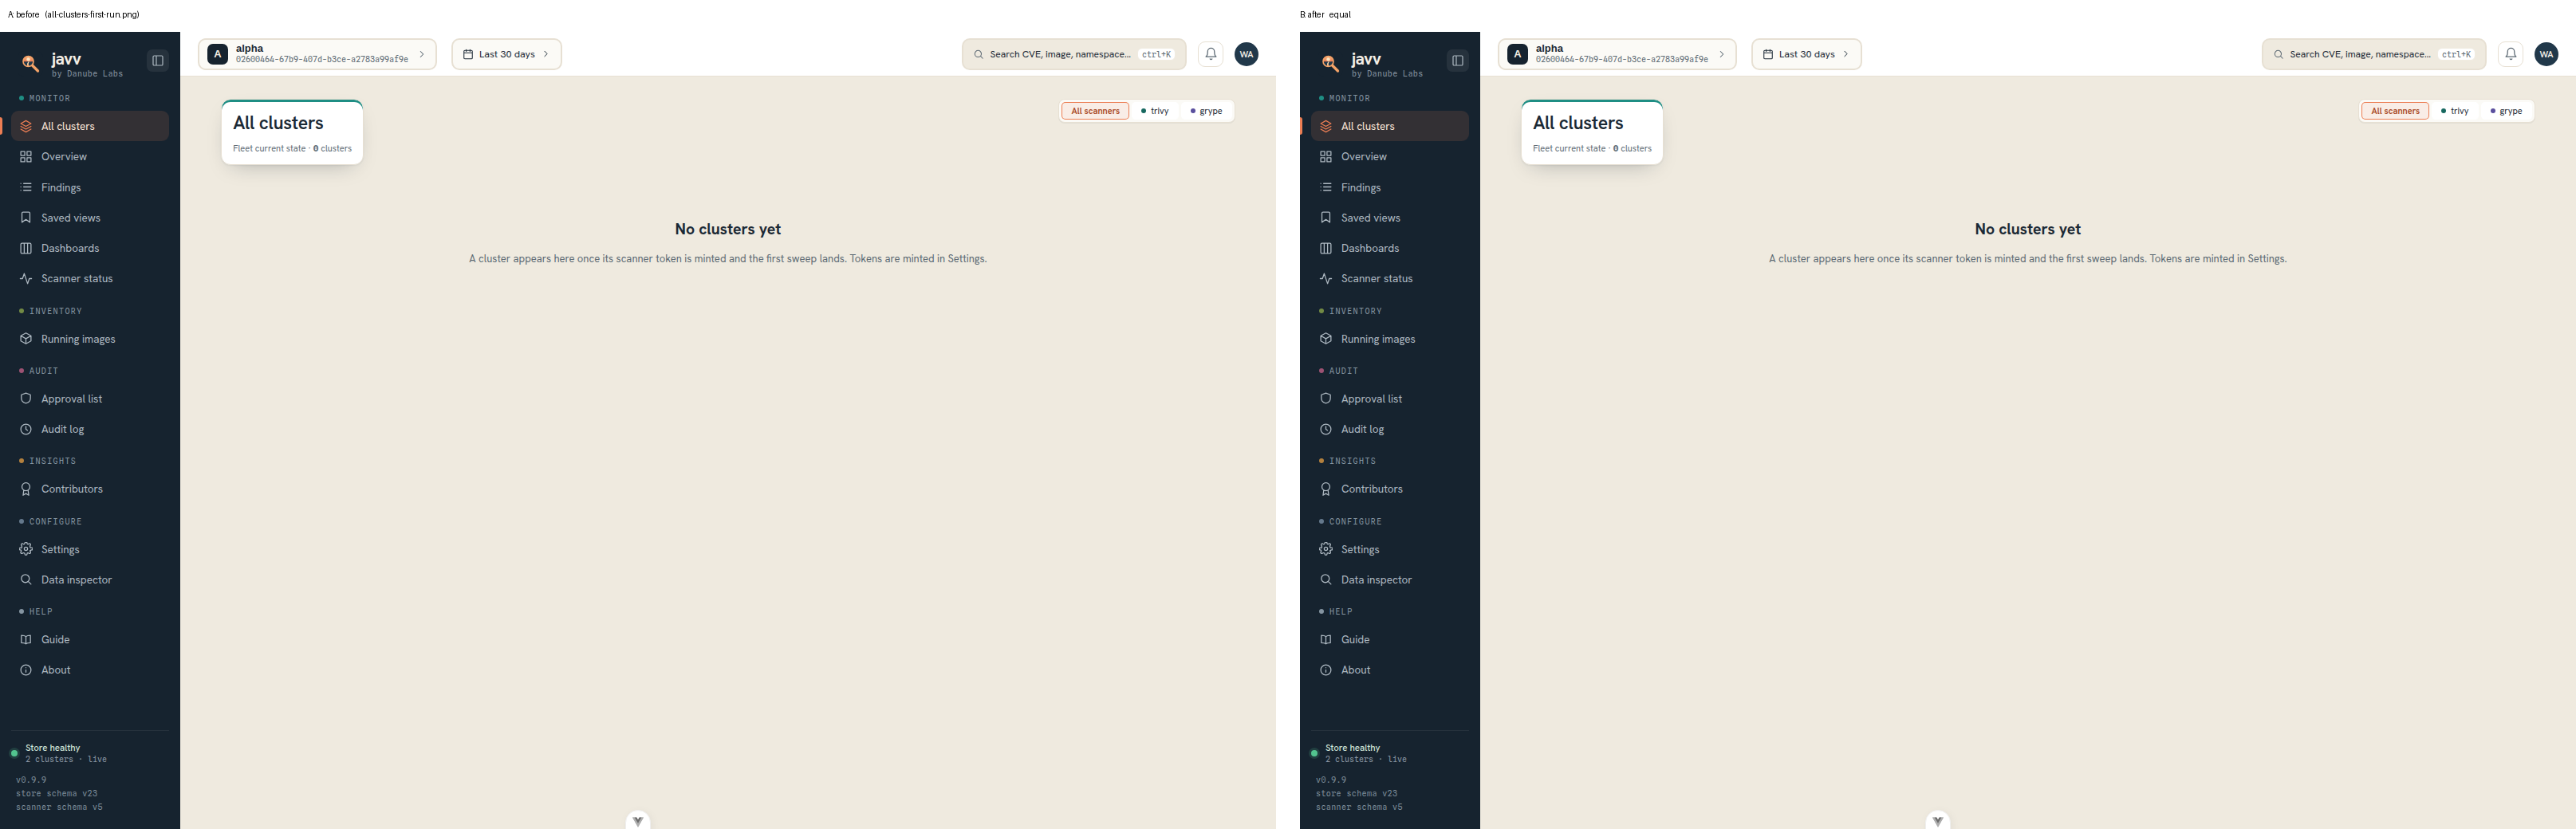 A: before (all-clusters-first-run.png)
javv
by Danube Labs
MONITOR
All clusters
Overview
Findings
Saved views
Dashboards
Scanner status
INVENTORY
Running images
AUDIT
Approval list
Audit log
INSIGHTS
Contributors
CONFIGURE
Settings
Data inspector
HELP
Guide
About
Store healthy
2 clusters · live
v0.9.9
store schema v23
scanner schema v5
A
alpha
02600464-67b9-407d-b3ce-a2783a99af9e
Last 30 days
Search CVE, image, namespace... ctrl+K
WA
All clusters
Fleet current state · 0 clusters
All scanners trivy grype
No clusters yet
A cluster appears here once its scanner token is minted and the first sweep lands. Tokens are minted in Settings.
B: after equal
javv
by Danube Labs
MONITOR
All clusters
Overview
Findings
Saved views
Dashboards
Scanner status
INVENTORY
Running images
AUDIT
Approval list
Audit log
INSIGHTS
Contributors
CONFIGURE
Settings
Data inspector
HELP
Guide
About
Store healthy
2 clusters · live
v0.9.9
store schema v23
scanner schema v5
A
alpha
02600464-67b9-407d-b3ce-a2783a99af9e
Last 30 days
Search CVE, image, namespace... ctrl+K
WA
All clusters
Fleet current state · 0 clusters
All scanners trivy grype
No clusters yet
A cluster appears here once its scanner token is minted and the first sweep lands. Tokens are minted in Settings.